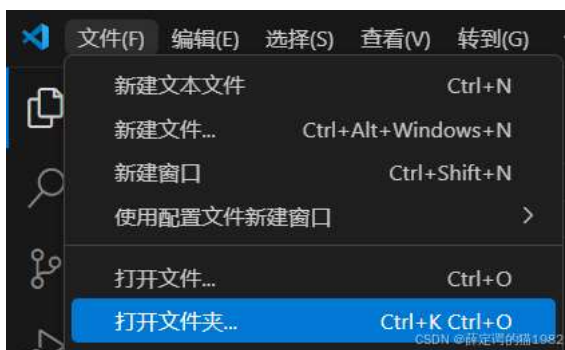 文件(F) 编辑(E) 选择(S) 查看(V) 转到(G)
新建文本文件 Ctrl+N
新建文件... Ctrl+Alt+Windows+N
新建窗口 Ctrl+Shift+N
使用配置文件新建窗口 >
打开文件... Ctrl+O
打开文件夹... Ctrl+K Ctrl+O
CSDN @薛定谔的猫1982